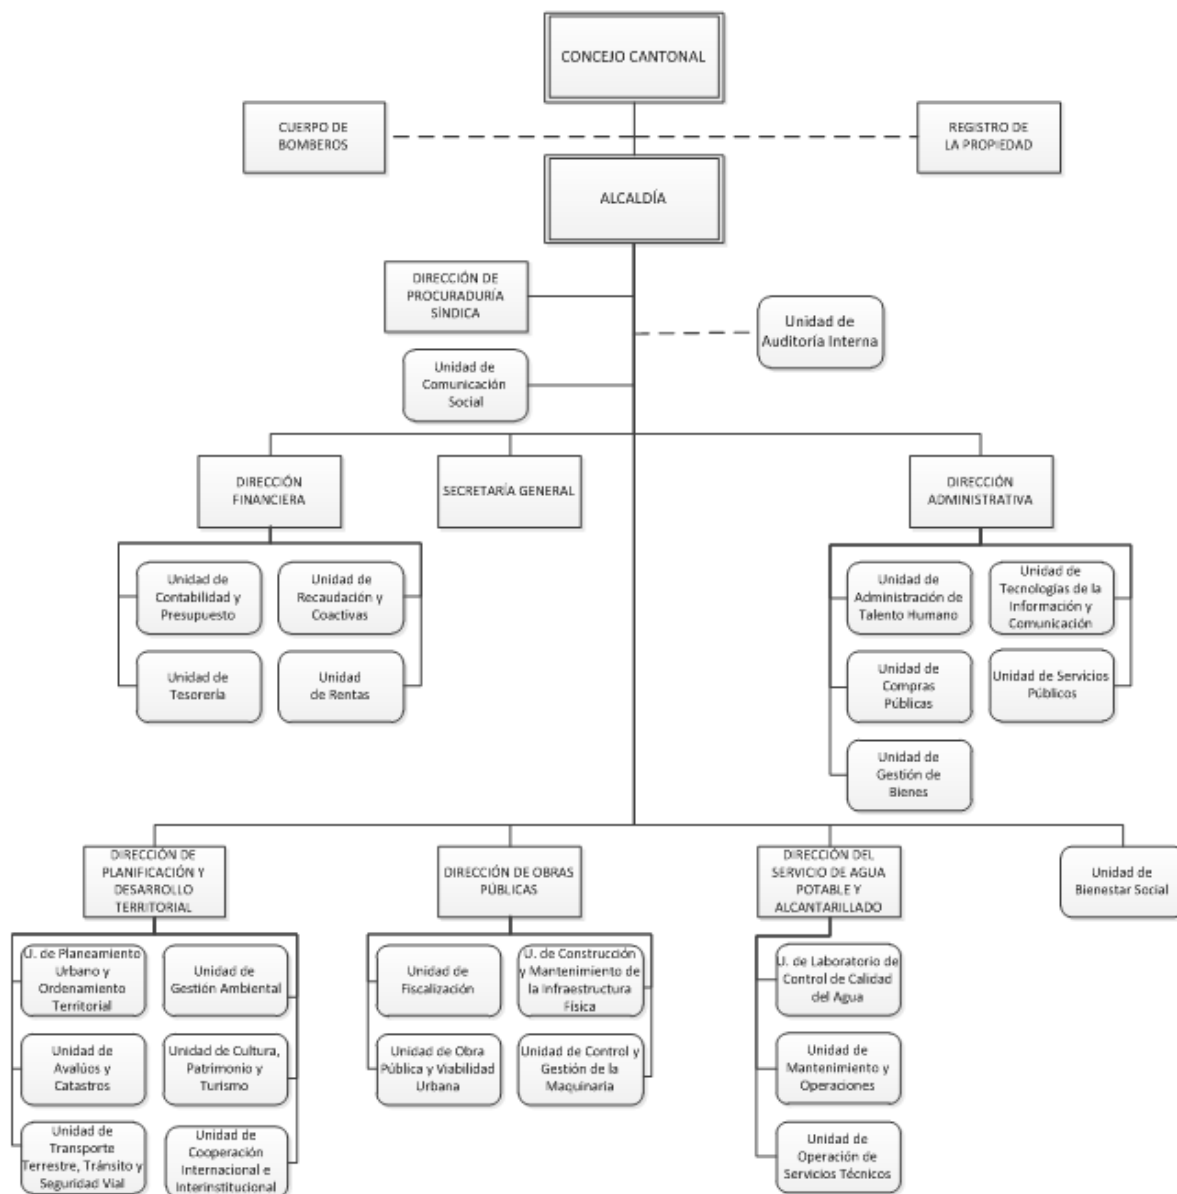 CONCEJO CANTONAL
CUERPO DE
BOMBEROS
REGISTRO DE
LA PROPIEDAD
ALCALDÍA
DIRECCIÓN DE
PROCURADURÍA
SÍNDICA
Unidad de
Auditoría Interna
Unidad de
Comunicación
Social
DIRECCIÓN
FINANCIERA
SECRETARÍA GENERAL
DIRECCIÓN
ADMINISTRATIVA
Unidad de
Contabilidad y
Presupuesto
Unidad de
Recaudación y
Coactivas
Unidad de
Administración de
Talento Humano
Unidad de
Tecnologías de la
Información y
Comunicación
Unidad de
Tesorería
Unidad
de Rentas
Unidad de
Compras
Públicas
Unidad de Servicios
Públicos
Unidad de
Gestión de
Bienes
DIRECCIÓN DE
PLANIFICACIÓN Y
DESARROLLO
TERRITORIAL
DIRECCIÓN DE OBRAS
PÚBLICAS
DIRECCIÓN DEL
SERVICIO DE AGUA
POTABLE Y
ALCANTARILLADO
Unidad de
Bienestar Social
U. de Planeamiento
Urbano y
Ordenamiento
Territorial
Unidad de
Gestión Ambiental
Unidad de
Fiscalización
U. de Construcción
y Mantenimiento de
la Infraestructura
Física
U. de Laboratorio de
Control de Calidad
del Agua
Unidad de
Avalúos y
Catastros
Unidad de Cultura,
Patrimonio y
Turismo
Unidad de Obra
Pública y Viabilidad
Urbana
Unidad de Control y
Gestión de la
Maquinaria
Unidad de
Mantenimiento y
Operaciones
Unidad de
Transporte
Terrestre, Tránsito y
Seguridad Vial
Unidad de
Cooperación
Internacional e
Interinstitucional
Unidad de
Operación de
Servicios Técnicos